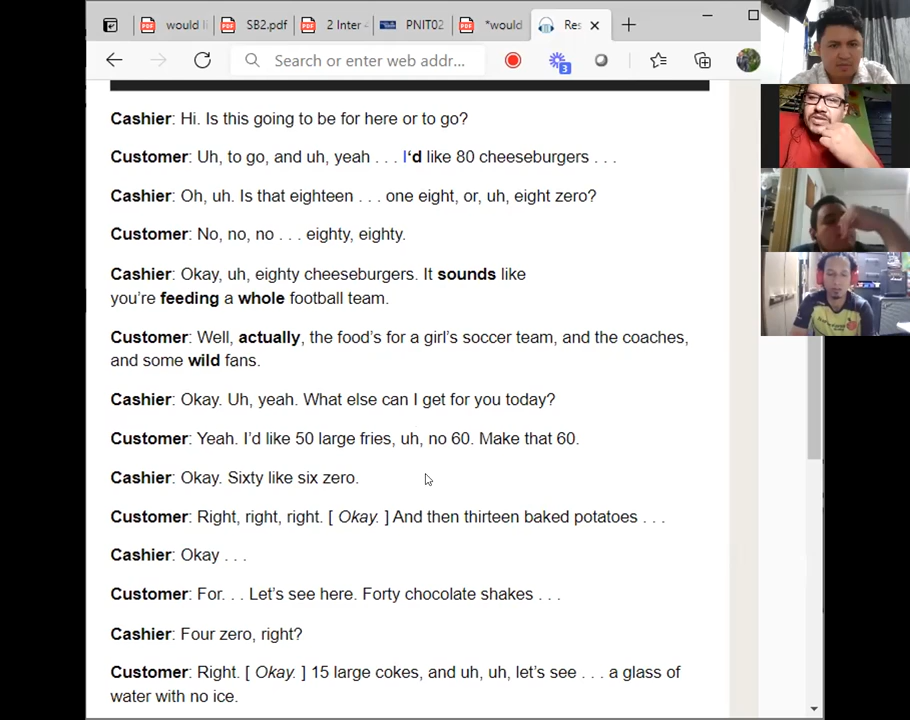 would li
SB2.pdf
2 Inter
PNIT02
*would
Res
Search or enter web addr...
3
Cashier: Hi. Is this going to be for here or to go?
Customer: Uh, to go, and uh, yeah . . . I'd like 80 cheeseburgers . . .
Cashier: Oh, uh. Is that eighteen . . . one eight, or, uh, eight zero?
Customer: No, no, no . . . eighty, eighty.
Cashier: Okay, uh, eighty cheeseburgers. It sounds like
you're feeding a whole football team.
Customer: Well, actually, the food's for a girl's soccer team, and the coaches,
and some wild fans.
Cashier: Okay. Uh, yeah. What else can I get for you today?
Customer: Yeah. I'd like 50 large fries, uh, no 60. Make that 60.
Cashier: Okay. Sixty like six zero.
Customer: Right, right, right. [ Okay. ] And then thirteen baked potatoes . . .
Cashier: Okay . . .
Customer: For. . . Let's see here. Forty chocolate shakes . . .
Cashier: Four zero, right?
Customer: Right. [ Okay. ] 15 large cokes, and uh, uh, let's see . . . a glass of
water with no ice.